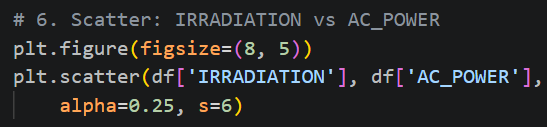 # 6. Scatter: IRRADIATION vs AC_POWER
plt.figure(figsize=(8, 5))
plt.scatter(df['IRRADIATION'], df['AC_POWER'],
    alpha=0.25, s=6)